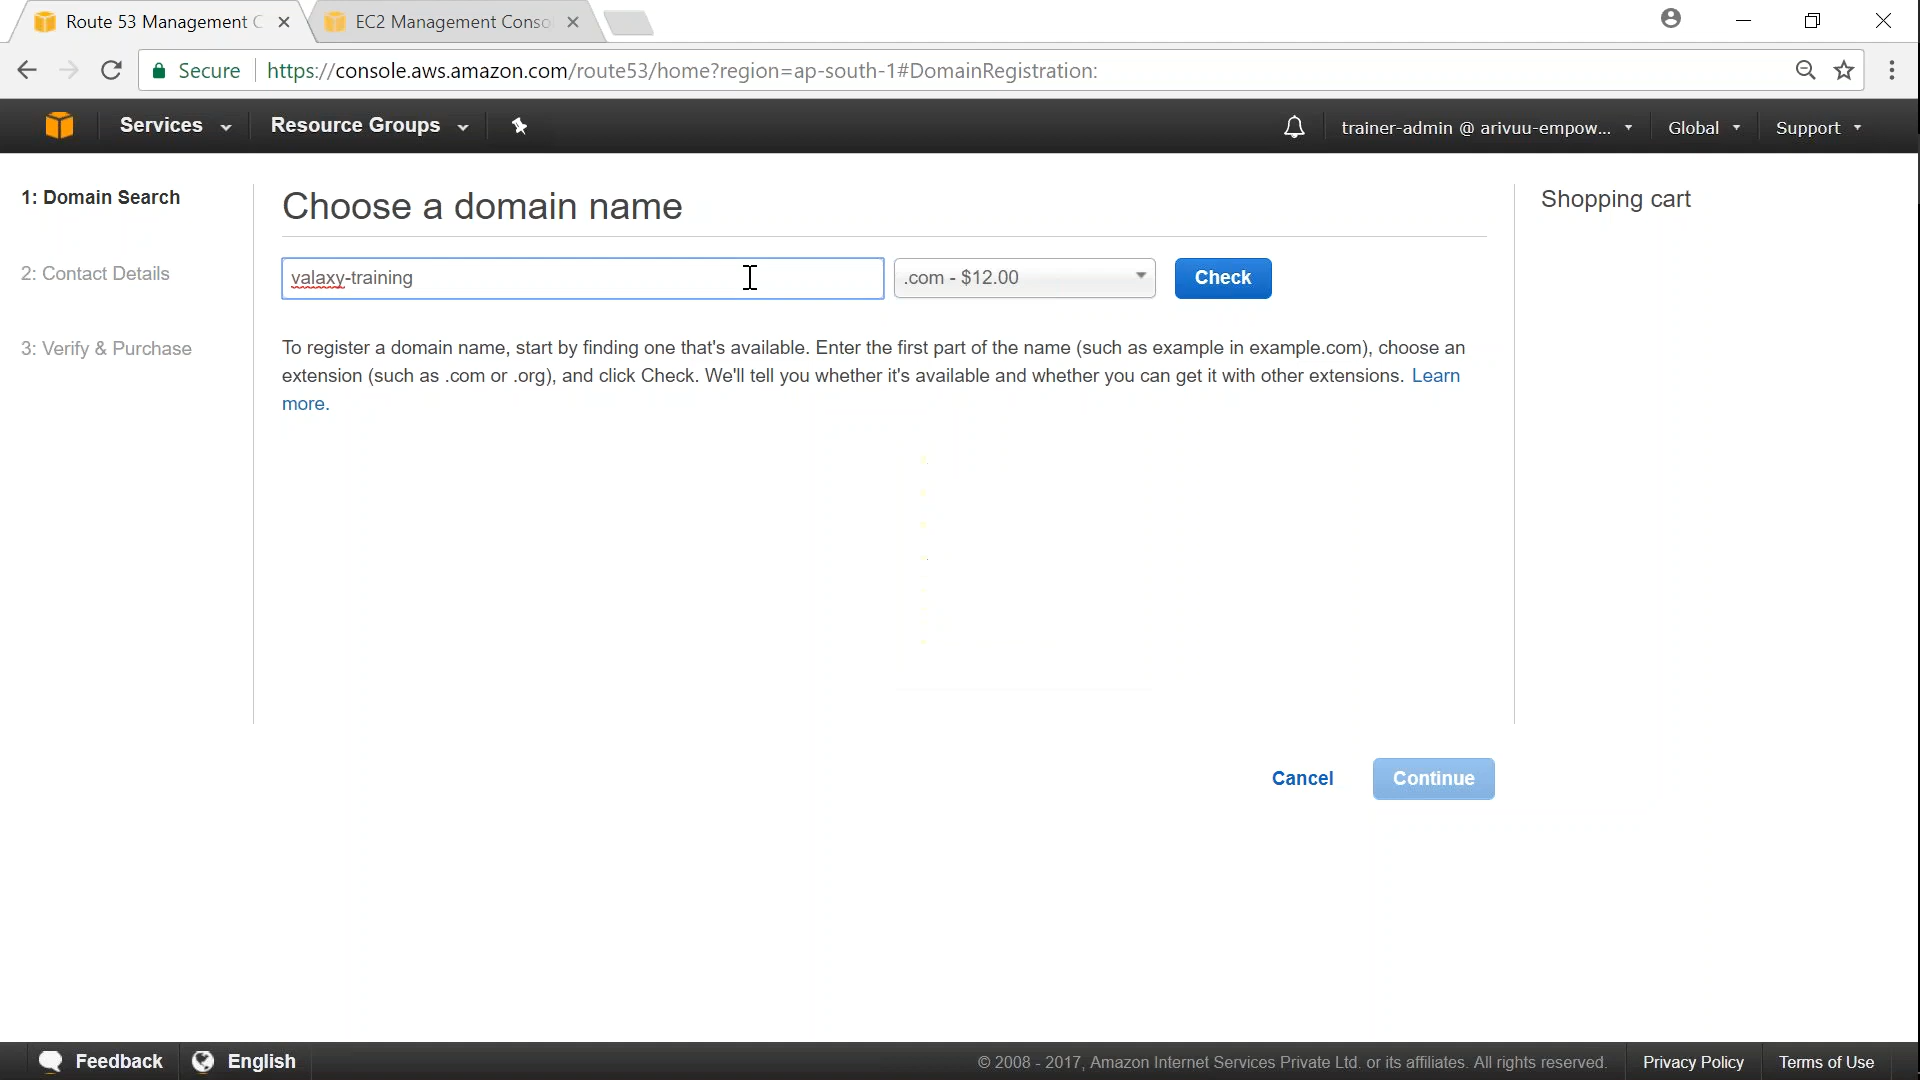 Route 53 Management C
EC2 Management Conso
Secure
https://console.aws.amazon.com/route53/home?region=ap-south-1#DomainRegistration:
Services
Resource Groups
trainer-admin @ arivuu-empow...
Global
Support
1: Domain Search
2: Contact Details
3: Verify & Purchase
Choose a domain name
valaxy-training
.com - $12.00
Check
To register a domain name, start by finding one that's available. Enter the first part of the name (such as example in example.com), choose an
extension (such as .com or .org), and click Check. We'll tell you whether it's available and whether you can get it with other extensions. Learn
more.
Shopping cart
Cancel
Continue
Feedback
English
© 2008 - 2017, Amazon Internet Services Private Ltd. or its affiliates. All rights reserved.
Privacy Policy
Terms of Use